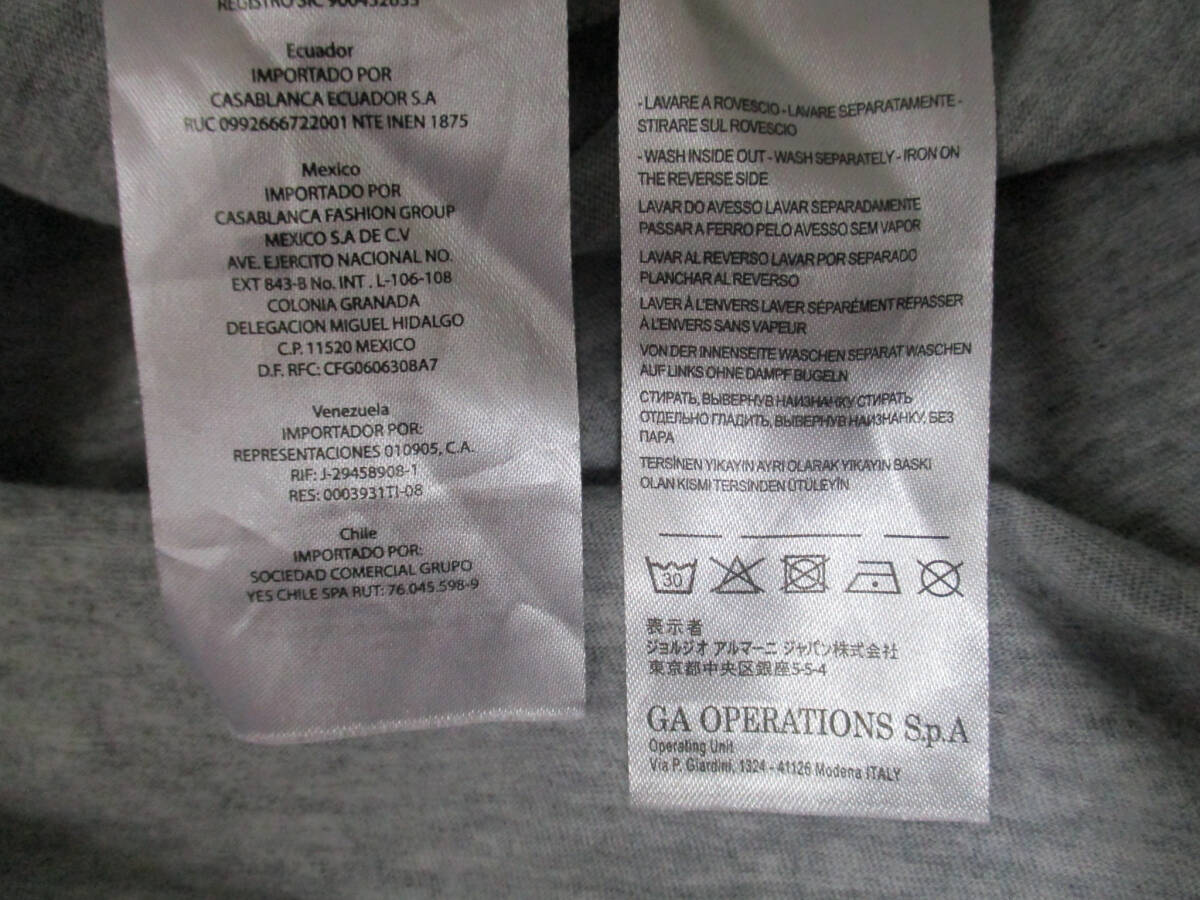 REGISTRO SIC 900432833
Ecuador
IMPORTADO POR
CASABLANCA ECUADOR S.A
RUC 0992666722001 NTE INEN 1875
Mexico
IMPORTADO POR
CASABLANCA FASHION GROUP
MEXICO S.A DE C.V
AVE. EJERCITO NACIONAL NO.
EXT 843-B No. INT . L-106-108
COLONIA GRANADA
DELEGACION MIGUEL HIDALGO
C.P. 11520 MEXICO
D.F. RFC: CFG0606308A7
Venezuela
IMPORTADOR POR:
REPRESENTACIONES 010905, C.A.
RIF: J-29458908-1
RES: 0003931TI-08
Chile
IMPORTADO POR:
SOCIEDAD COMERCIAL GRUPO
YES CHILE SPA RUT: 76.045.598-9
- LAVARE A ROVESCIO - LAVARE SEPARATAMENTE -
STIRARE SUL ROVESCIO
- WASH INSIDE OUT - WASH SEPARATELY - IRON ON
THE REVERSE SIDE
LAVAR DO AVESSO LAVAR SEPARADAMENTE
PASSAR A FERRO PELO AVESSO SEM VAPOR
LAVAR AL REVERSO LAVAR POR SEPARADO
PLANCHAR AL REVERSO
LAVER À L'ENVERS LAVER SÉPARÉMENT REPASSER
À L'ENVERS SANS VAPEUR
VON DER INNENSEITE WASCHEN SEPARAT WASCHEN
AUF LINKS OHNE DAMPF BUGELN
СТИРАТЬ, ВЫВЕРНУВ НАИЗНАНКУ СТИРАТЬ
ОТДЕЛЬНО ГЛАДИТЬ, ВЫВЕРНУВ НАИЗНАНКУ, БЕЗ
ПАРА
TERSİNEN YIKAYIN AYRI OLARAK YIKAYIN BASKI
OLAN KISMI TERSİNDEN ÜTÜLEYİN
30
表示者
ジョルジオ アルマーニ ジャパン株式会社
東京都中央区銀座5-5-4
GA OPERATIONS S.p.A
Operating Unit
Via P. Giardini, 1324 - 41126 Modena ITALY